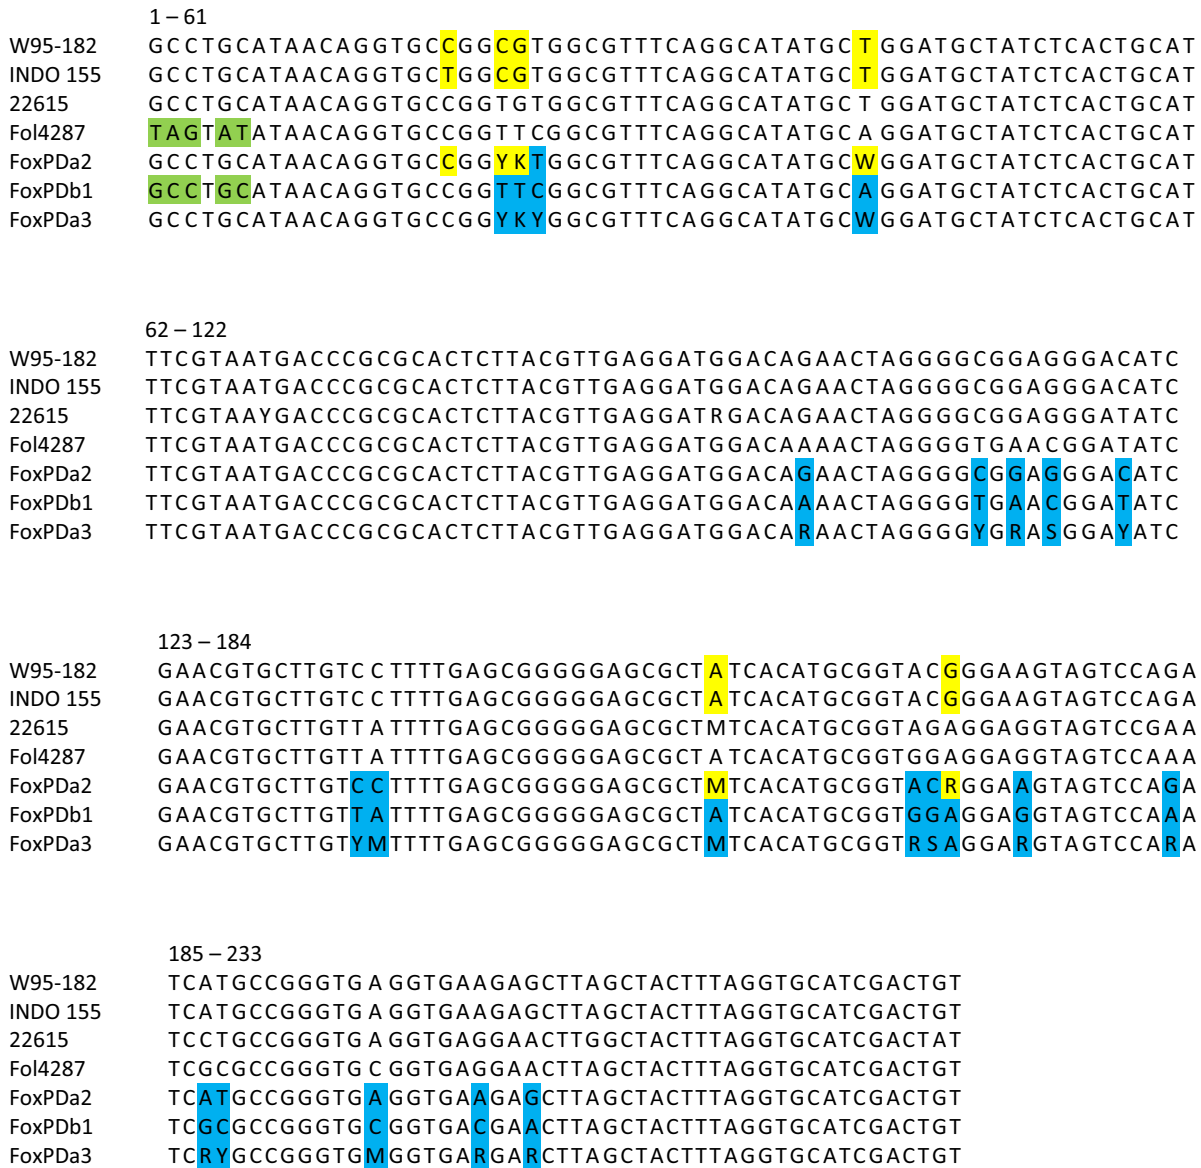 1 – 61
W95-182 GCCTGCATAACAGGTGCCGGCGTGGCGTTTCAGGCATATGCTGGATGCTATCTCACTGCAT
INDO 155 GCCTGCATAACAGGTGCTGGCGTGGCGTTTCAGGCATATGCTGGATGCTATCTCACTGCAT
22615 GCCTGCATAACAGGTGCCGGTGTGGCGTTTCAGGCATATGCTGGATGCTATCTCACTGCAT
Fol4287 TAGTATATAACAGGTGCCGGTTCGGCGTTTCAGGCATATGCAGGATGCTATCTCACTGCAT
FoxPDa2 GCCTGCATAACAGGTGCCGGYKTGGCGTTTCAGGCATATGCWGGATGCTATCTCACTGCAT
FoxPDb1 GCCTGCATAACAGGTGCCGGTTCGGCGTTTCAGGCATATGCAGGATGCTATCTCACTGCAT
FoxPDa3 GCCTGCATAACAGGTGCCGGYKYGGCGTTTCAGGCATATGCWGGATGCTATCTCACTGCAT
62 – 122
W95-182 TTCGTAATGACCCGCGCACTCTTACGTTGAGGATGGACAGAACTAGGGGCGGAGGGACATC
INDO 155 TTCGTAATGACCCGCGCACTCTTACGTTGAGGATGGACAGAACTAGGGGCGGAGGGACATC
22615 TTCGTAAYGACCCGCGCACTCTTACGTTGAGGATRGACAGAACTAGGGGCGGAGGGATATC
Fol4287 TTCGTAATGACCCGCGCACTCTTACGTTGAGGATGGACAAAACTAGGGGTGAACGGATATC
FoxPDa2 TTCGTAATGACCCGCGCACTCTTACGTTGAGGATGGACAGAACTAGGGGCGGAGGGACATC
FoxPDb1 TTCGTAATGACCCGCGCACTCTTACGTTGAGGATGGACAAAACTAGGGGTGAACGGATATC
FoxPDa3 TTCGTAATGACCCGCGCACTCTTACGTTGAGGATGGACARAACTAGGGGYGRASGGAYATC
123 – 184
W95-182 GAACGTGCTTGTCCTTTTGAGCGGGGGAGCGCTATCACATGCGGTACGGGAAGTAGTCCAGA
INDO 155 GAACGTGCTTGTCCTTTTGAGCGGGGGAGCGCTATCACATGCGGTACGGGAAGTAGTCCAGA
22615 GAACGTGCTTGTTATTTTGAGCGGGGGAGCGCTMTCACATGCGGTAGAGGAGGTAGTCCGAA
Fol4287 GAACGTGCTTGTTATTTTGAGCGGGGGAGCGCTATCACATGCGGTGGAGGAGGTAGTCCAAA
FoxPDa2 GAACGTGCTTGTCCTTTTGAGCGGGGGAGCGCTMTCACATGCGGTACRGGAAGTAGTCCAGA
FoxPDb1 GAACGTGCTTGTTATTTTGAGCGGGGGAGCGCTATCACATGCGGTGGAGGAGGTAGTCCAAA
FoxPDa3 GAACGTGCTTGTYMTTTTGAGCGGGGGAGCGCTMTCACATGCGGTRSAGGARGTAGTCCARA
185 – 233
W95-182 TCATGCCGGGTGAGGTGAAGAGCTTAGCTACTTTAGGTGCATCGACTGT
INDO 155 TCATGCCGGGTGAGGTGAAGAGCTTAGCTACTTTAGGTGCATCGACTGT
22615 TCCTGCCGGGTGAGGTGAGGAACTTGGCTACTTTAGGTGCATCGACTAT
Fol4287 TCGCGCCGGGTGCGGTGAGGAACTTAGCTACTTTAGGTGCATCGACTGT
FoxPDa2 TCATGCCGGGTGAGGTGAAGAGCTTAGCTACTTTAGGTGCATCGACTGT
FoxPDb1 TCGCGCCGGGTGCGGTGACGAACTTAGCTACTTTAGGTGCATCGACTGT
FoxPDa3 TCRYGCCGGGTGMGGTGARGARCTTAGCTACTTTAGGTGCATCGACTGT